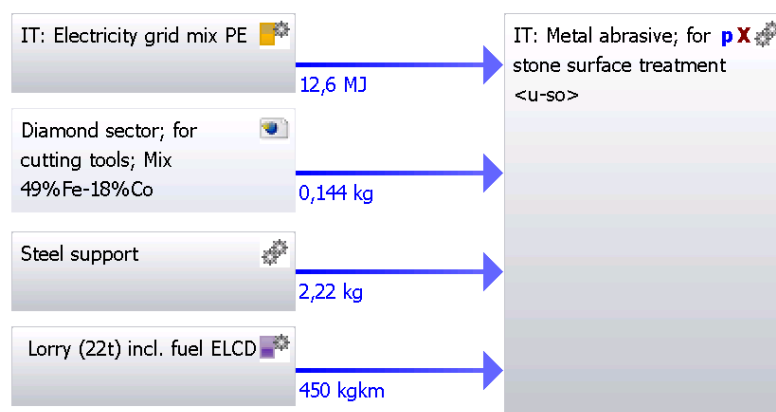 IT: Electricity grid mix PE
12,6 MJ
Diamond sector; for
cutting tools; Mix
49%Fe-18%Co
0,144 kg
Steel support
2,22 kg
Lorry (22t) incl. fuel ELCD
450 kgkm
IT: Metal abrasive; for pX
stone surface treatment
<u-so>